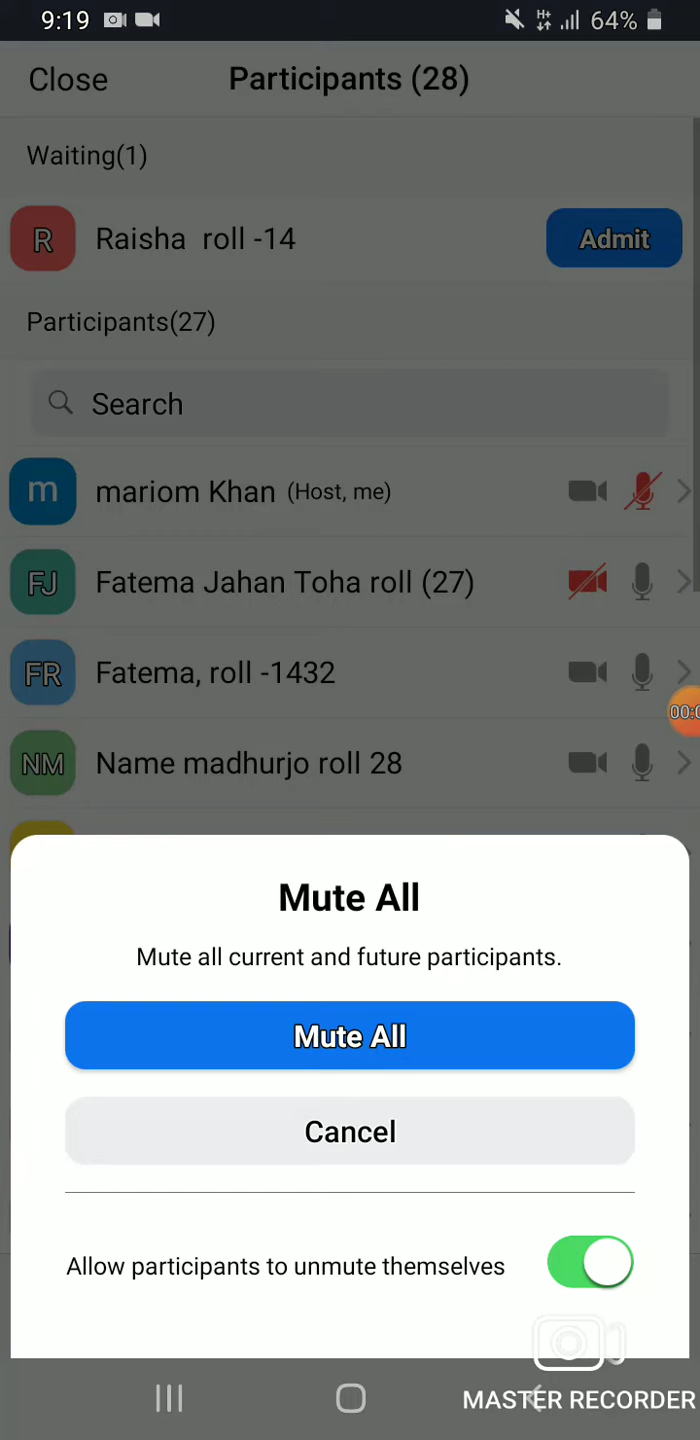 9:19 H+ 64%
Close Participants (28)
Waiting(1)
R Raisha roll -14 Admit
Participants(27)
Search
m mariom Khan (Host, me)
FJ Fatema Jahan Toha roll (27)
FR Fatema, roll -1432
00:0
NM Name madhurjo roll 28
Mute All
Mute all current and future participants.
Mute All
Cancel
Allow participants to unmute themselves
MASTER RECORDER